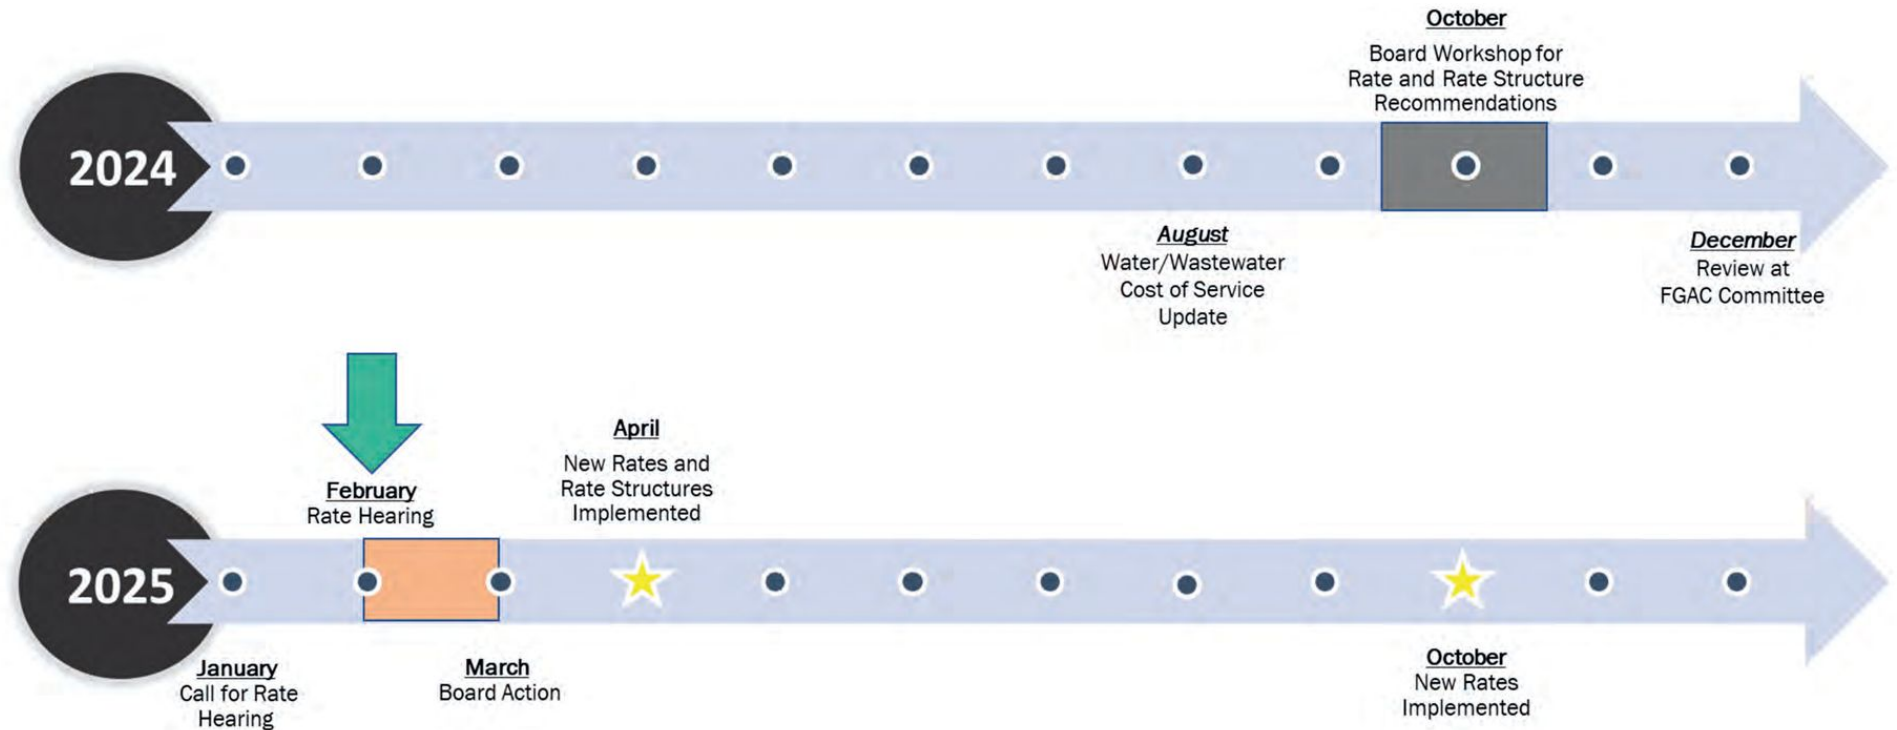 October
Board Workshop for
Rate and Rate Structure
Recommendations
2024
August
Water/Wastewater
Cost of Service
Update
December
Review at
FGAC Committee
February
Rate Hearing
April
New Rates and
Rate Structures
Implemented
2025
January
Call for Rate
Hearing
March
Board Action
October
New Rates
Implemented